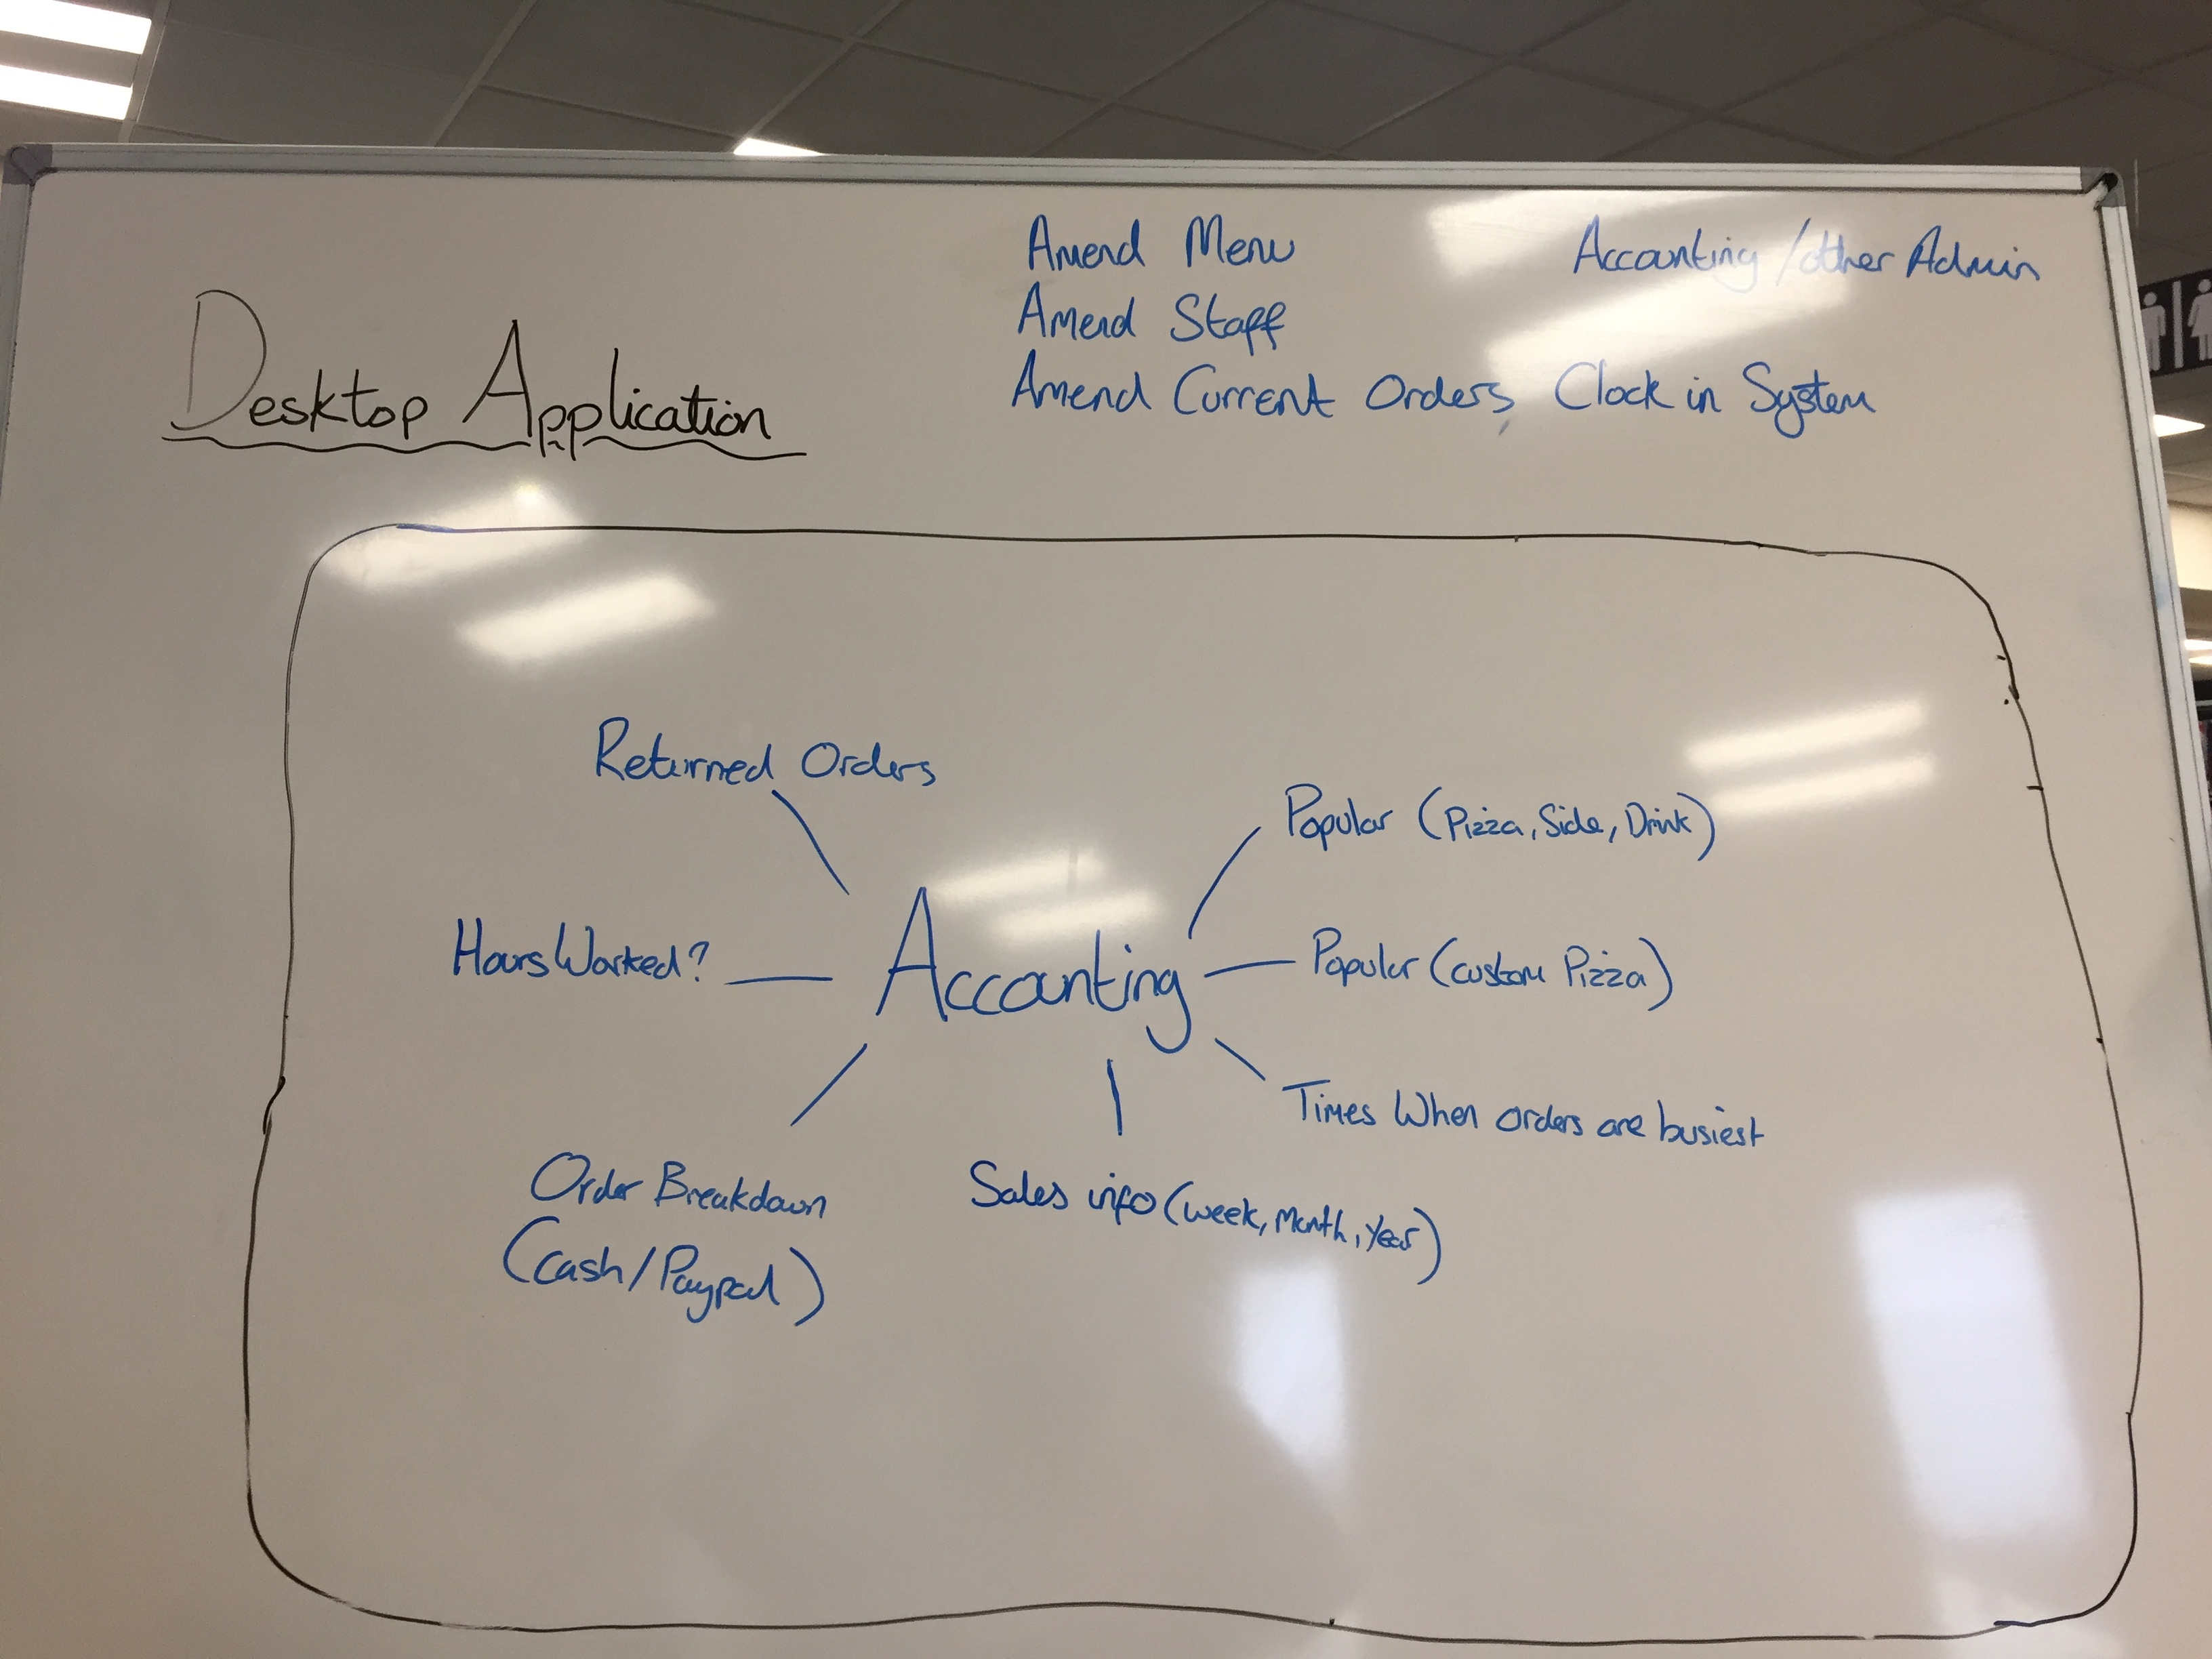 Amend Menu
Accounting /other Admin
Amend Staff
Desktop Application
Amend Current Orders, Clock in System
Returned Orders
Popular (Pizza, Side, Drink)
Hours Worked?
Accounting
Popular (custom Pizza)
Times When orders are busiest
Order Breakdown
(Cash/Paypal)
Sales info (week, Month, Year)